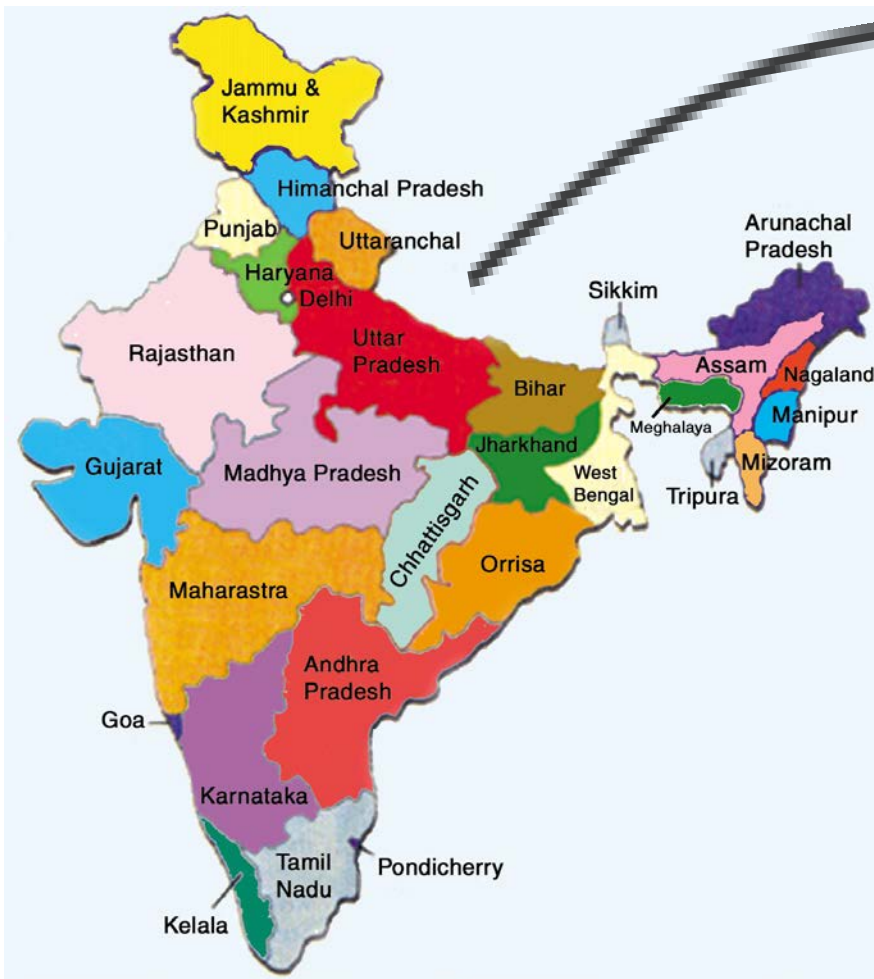 Jammu &
Kashmir
Himanchal Pradesh
Punjab
Uttaranchal
Haryana
Delhi
Arunachal
Pradesh
Sikkim
Rajasthan
Uttar
Pradesh
Bihar
Assam
Nagaland
Meghalaya
Manipur
Jharkhand
Gujarat
Madhya Pradesh
West
Bengal
Mizoram
Tripura
Chhattisgarh
Orrisa
Maharastra
Andhra
Pradesh
Goa
Karnataka
Tamil
Nadu
Pondicherry
Kelala